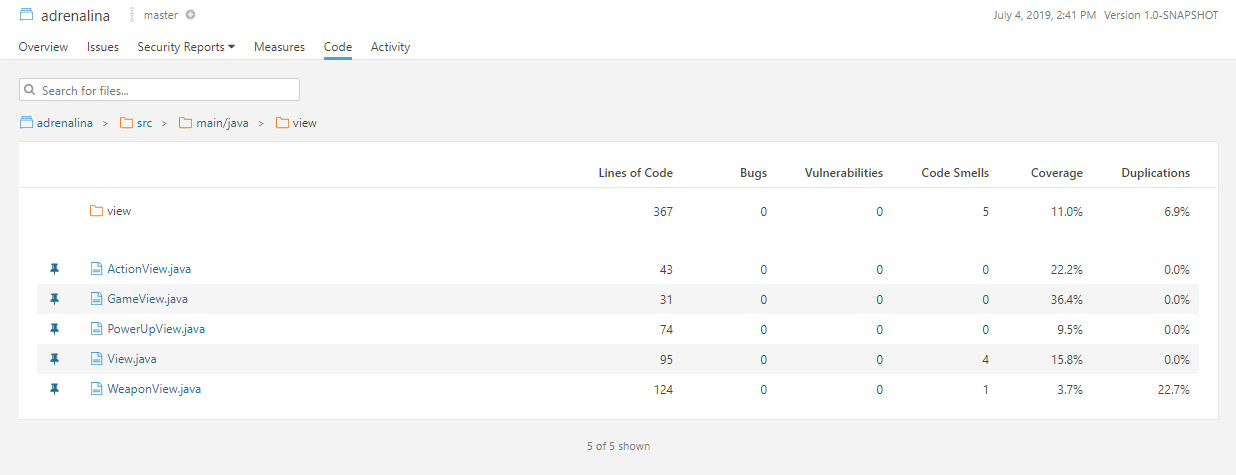 adrenalina master July 4, 2019, 2:41 PM Version 1.0-SNAPSHOT
Overview Issues Security Reports Measures Code Activity
Search for files...
adrenalina > src > main/java > view
Lines of Code Bugs Vulnerabilities Code Smells Coverage Duplications
view 367 0 0 5 11.0% 6.9%
ActionView.java 43 0 0 0 22.2% 0.0%
GameView.java 31 0 0 0 36.4% 0.0%
PowerUpView.java 74 0 0 0 9.5% 0.0%
View.java 95 0 0 4 15.8% 0.0%
WeaponView.java 124 0 0 1 3.7% 22.7%
5 of 5 shown